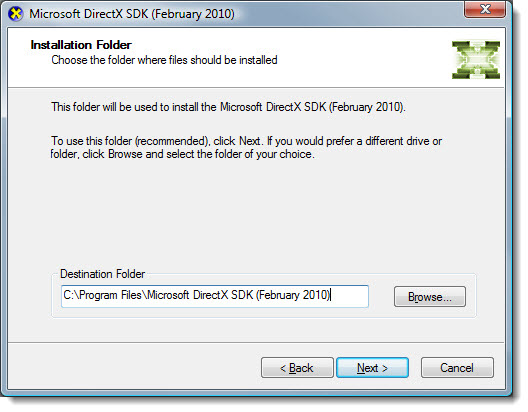 Microsoft DirectX SDK (February 2010)
Installation Folder
Choose the folder where files should be installed
This folder will be used to install the Microsoft DirectX SDK (February 2010).
To use this folder (recommended), click Next. If you would prefer a different drive or
folder, click Browse and select the folder of your choice.
Destination Folder
C:\Program Files\Microsoft DirectX SDK (February 2010)
Browse...
< Back
Next >
Cancel